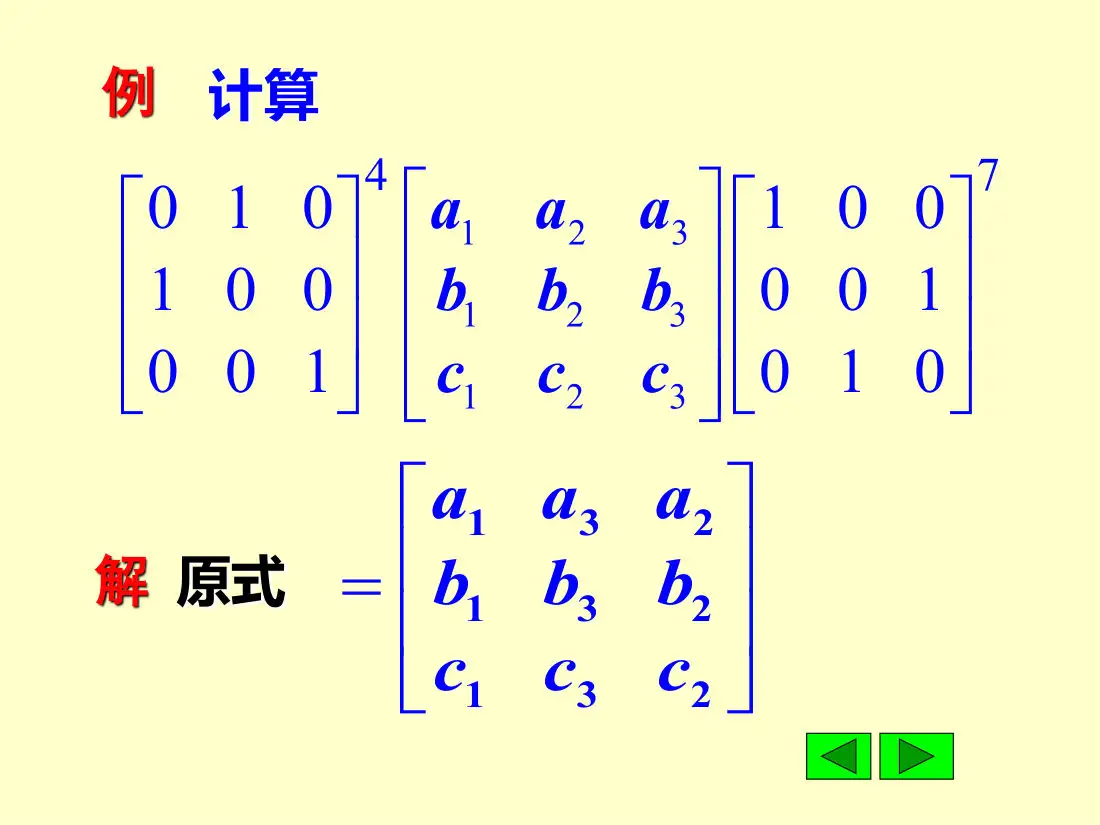 例 计算
[0 1 0]⁴ [a₁ a₂ a₃] [1 0 0]⁷
[1 0 0] [b₁ b₂ b₃] [0 0 1]
[0 0 1] [c₁ c₂ c₃] [0 1 0]
[a₁ a₃ a₂]
解 原式 = [b₁ b₃ b₂]
[c₁ c₃ c₂]